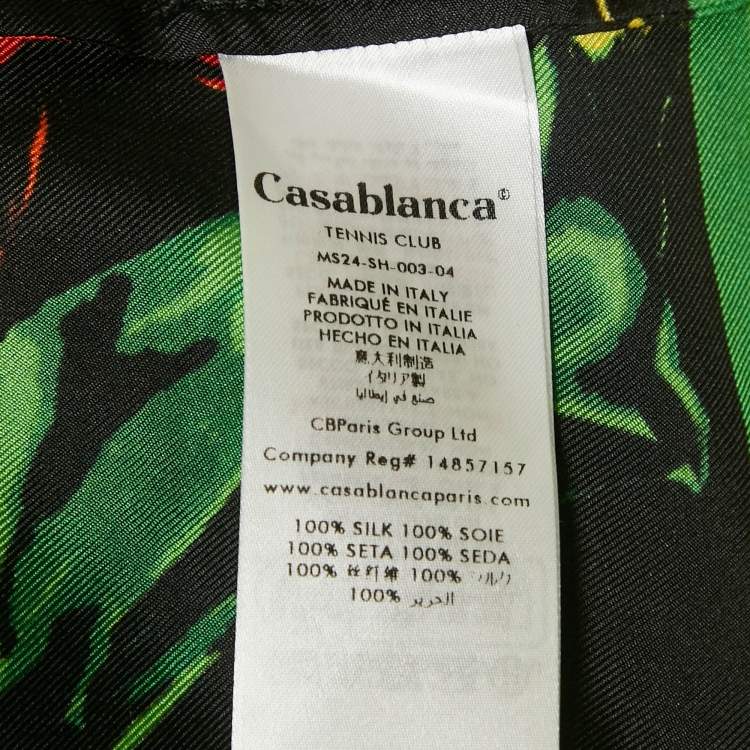 Casablanca®
TENNIS CLUB
MS24-SH-003-04
MADE IN ITALY
FABRIQUÉ EN ITALIE
PRODOTTO IN ITALIA
HECHO EN ITALIA
意大利制造
イタリア製
صنع في إيطاليا
CBParis Group Ltd
Company Reg# 14857157
www.casablancaparis.com
100% SILK 100% SOIE
100% SETA 100% SEDA
100% 丝纤维 100% シルク
100% الحرير